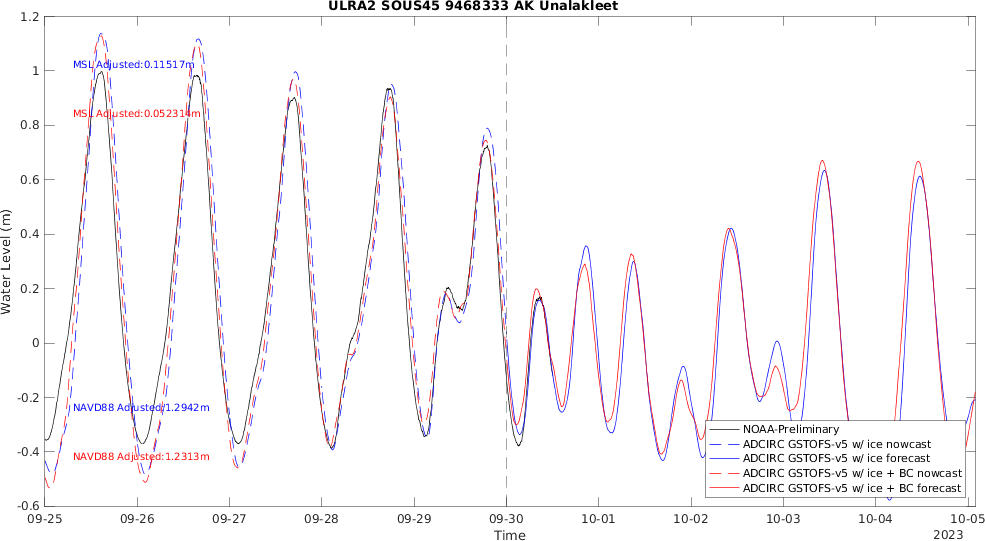 ULRA2 SOUS45 9468333 AK Unalakleet
1.2
1
0.8
0.6
0.4
0.2
0
-0.2
-0.4
-0.6
Water Level (m)
MSL Adjusted:0.11517m
MSL Adjusted:0.052314m
NAVD88 Adjusted:1.2942m
NAVD88 Adjusted:1.2313m
NOAA-Preliminary
ADCIRC GSTOFS-v5 w/ ice nowcast
ADCIRC GSTOFS-v5 w/ ice forecast
ADCIRC GSTOFS-v5 w/ ice + BC nowcast
ADCIRC GSTOFS-v5 w/ ice + BC forecast
09-25 09-26 09-27 09-28 09-29 09-30 10-01 10-02 10-03 10-04 10-05
Time
2023